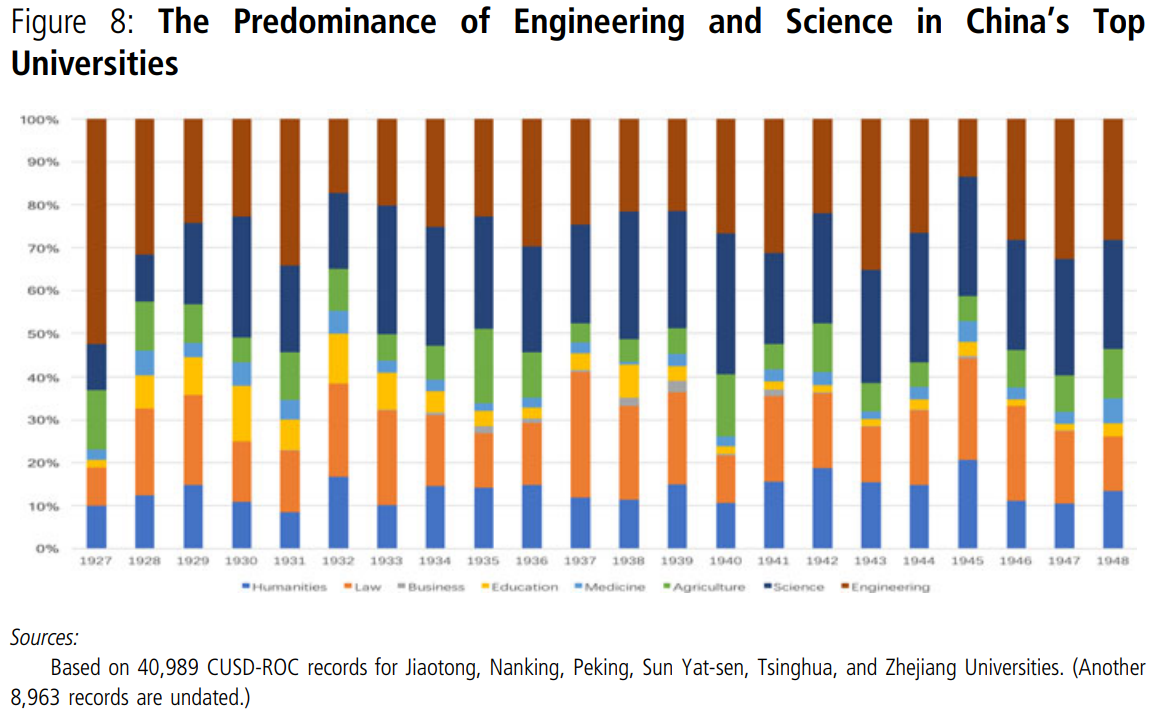 Figure 8: The Predominance of Engineering and Science in China's Top
Universities
100%
90%
80%
70%
60%
50%
40%
30%
20%
10%
0%
1927 1928 1929 1930 1931 1932 1933 1934 1935 1936 1937 1938 1939 1940 1941 1942 1943 1944 1945 1946 1947 1948
Humanities Law Business Education Medicine Agriculture Science Engineering
Sources:
Based on 40,989 CUSD-ROC records for Jiaotong, Nanking, Peking, Sun Yat-sen, Tsinghua, and Zhejiang Universities. (Another
8,963 records are undated.)